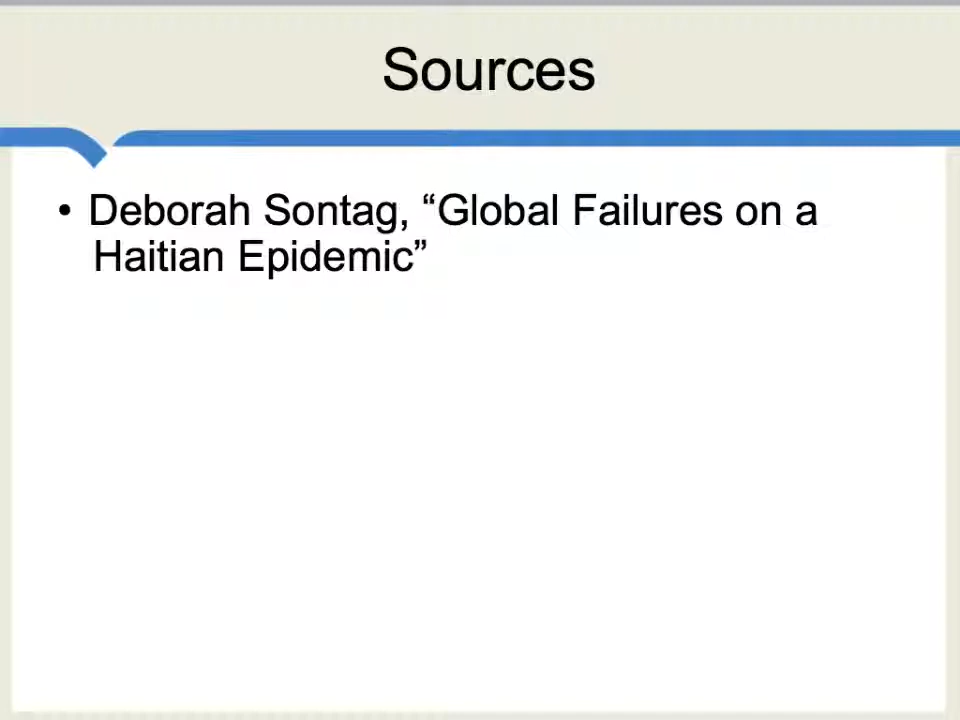 Sources
• Deborah Sontag, “Global Failures on a
Haitian Epidemic”